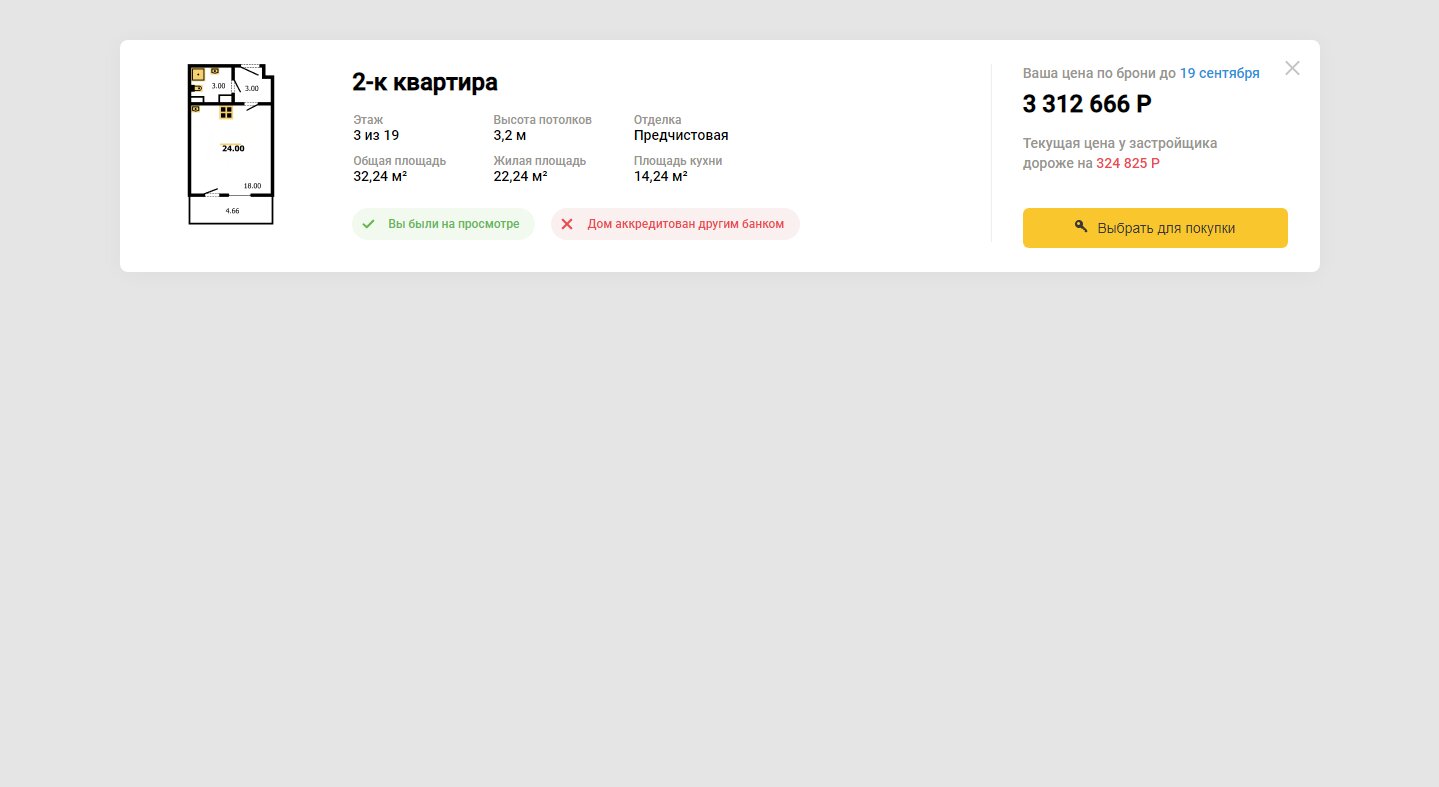 3.00
3.00
24.00
18.00
4.66
2-к квартира
Этаж
3 из 19
Высота потолков
3,2 м
Отделка
Предчистовая
Общая площадь
32,24 м²
Жилая площадь
22,24 м²
Площадь кухни
14,24 м²
Вы были на просмотре
Дом аккредитован другим банком
Ваша цена по брони до 19 сентября
3 312 666 Р
Текущая цена у застройщика
дороже на 324 825 Р
Выбрать для покупки